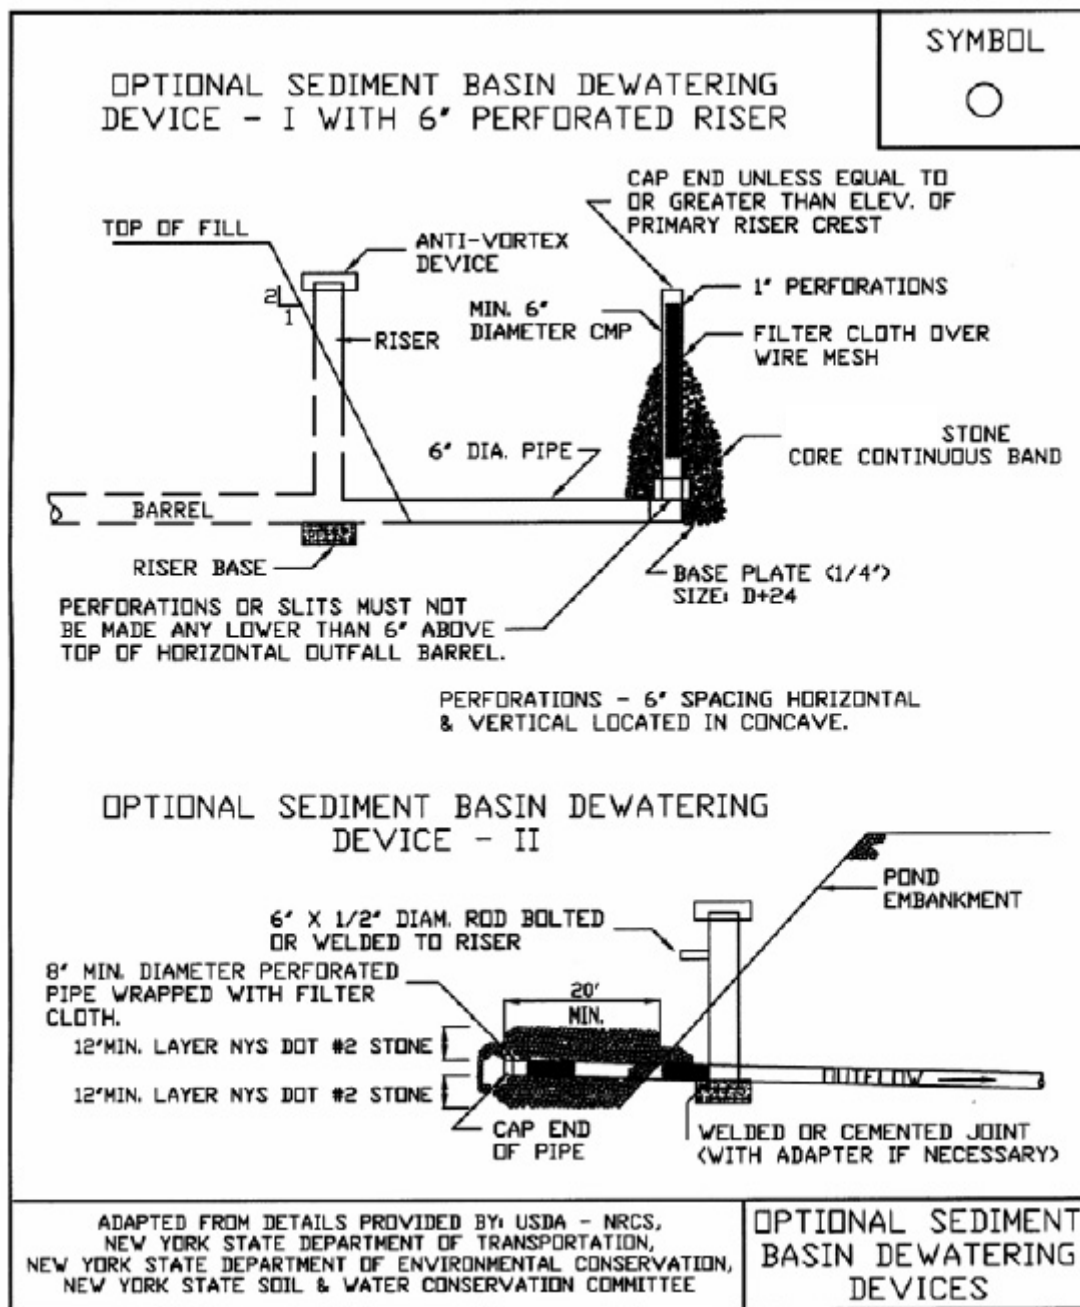 SYMBOL
OPTIONAL SEDIMENT BASIN DEWATERING
DEVICE - I WITH 6" PERFORATED RISER
CAP END UNLESS EQUAL TO
OR GREATER THAN ELEV. OF
PRIMARY RISER CREST
TOP OF FILL
ANTI-VORTEX
DEVICE
2
1
1" PERFORATIONS
MIN. 6"
DIAMETER CMP
RISER
FILTER CLOTH OVER
WIRE MESH
6" DIA. PIPE
STONE
CORE CONTINUOUS BAND
BARREL
RISER BASE
BASE PLATE (1/4")
SIZE: D+24
PERFORATIONS OR SLITS MUST NOT
BE MADE ANY LOWER THAN 6" ABOVE
TOP OF HORIZONTAL OUTFALL BARREL.
PERFORATIONS - 6" SPACING HORIZONTAL
& VERTICAL LOCATED IN CONCAVE.
OPTIONAL SEDIMENT BASIN DEWATERING
DEVICE - II
POND
EMBANKMENT
6" X 1/2" DIAM. ROD BOLTED
OR WELDED TO RISER
8" MIN. DIAMETER PERFORATED
PIPE WRAPPED WITH FILTER
CLOTH.
20'
MIN.
12"MIN. LAYER NYS DOT #2 STONE
12"MIN. LAYER NYS DOT #2 STONE
OUTFLOW
CAP END
OF PIPE
WELDED OR CEMENTED JOINT
(WITH ADAPTER IF NECESSARY)
ADAPTED FROM DETAILS PROVIDED BY: USDA - NRCS,
NEW YORK STATE DEPARTMENT OF TRANSPORTATION,
NEW YORK STATE DEPARTMENT OF ENVIRONMENTAL CONSERVATION,
NEW YORK STATE SOIL & WATER CONSERVATION COMMITTEE
OPTIONAL SEDIMENT
BASIN DEWATERING
DEVICES